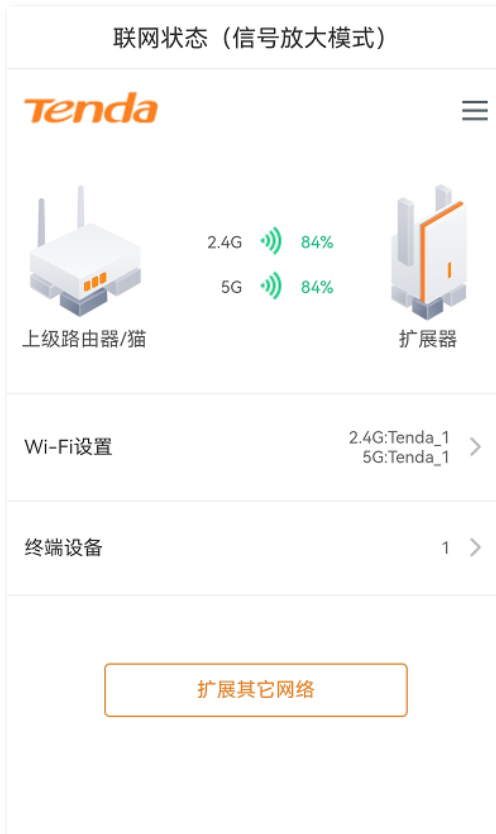 联网状态（信号放大模式）
Tenda
2.4G 84%
5G 84%
上级路由器/猫
扩展器
Wi-Fi设置
2.4G:Tenda_1
5G:Tenda_1
终端设备
1
扩展其它网络